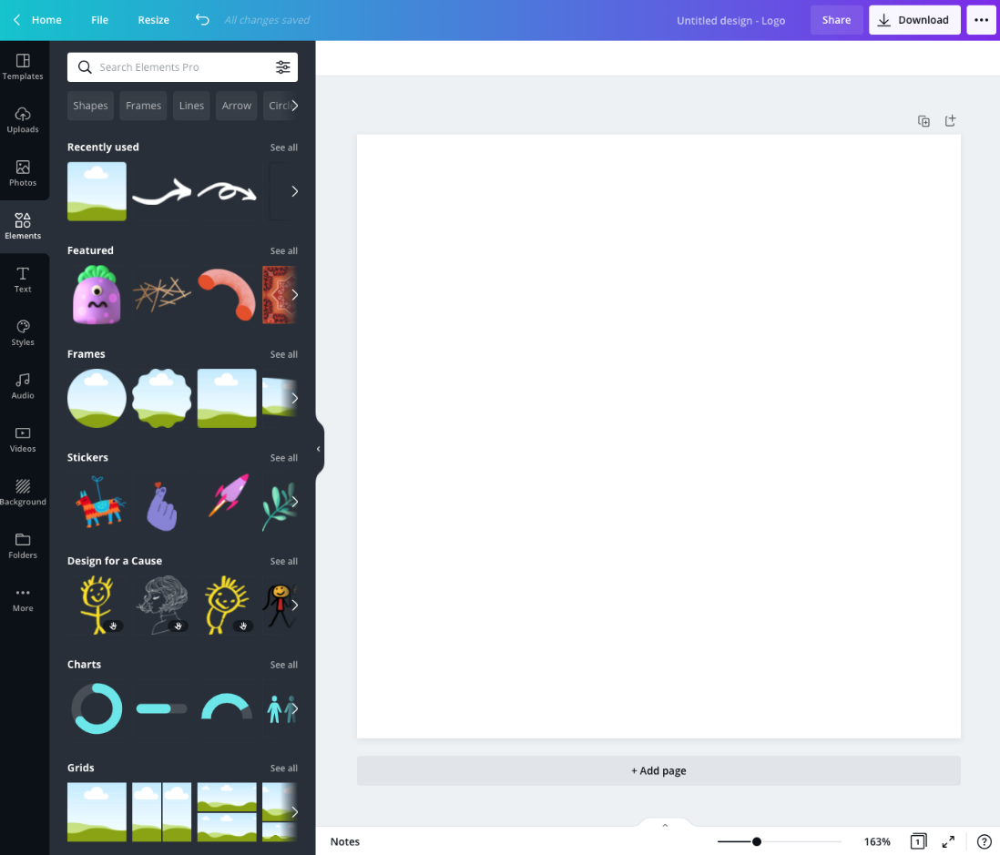 Home File Resize All changes saved Untitled design - Logo Share Download
Templates
Uploads
Photos
Elements
Text
Styles
Audio
Videos
Background
Folders
More
Search Elements Pro
Shapes Frames Lines Arrow
Recently used See all
Featured See all
Frames See all
Stickers See all
Design for a Cause See all
Charts See all
Grids See all
+ Add page
Notes 163% 1 ?